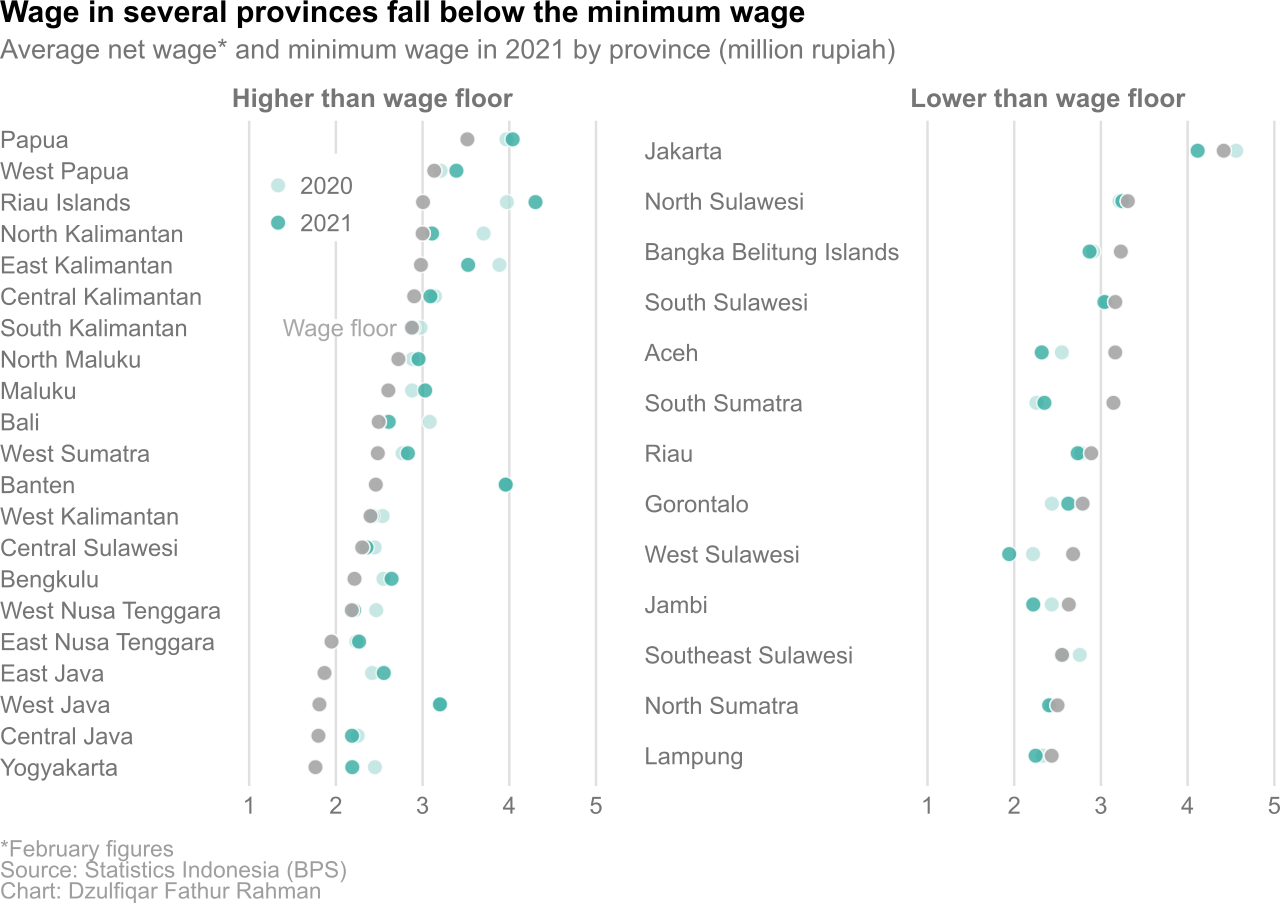 Wage in several provinces fall below the minimum wage
Average net wage* and minimum wage in 2021 by province (million rupiah)
Higher than wage floor
Papua
West Papua
Riau Islands
North Kalimantan
East Kalimantan
Central Kalimantan
South Kalimantan
North Maluku
Maluku
Bali
West Sumatra
Banten
West Kalimantan
Central Sulawesi
Bengkulu
West Nusa Tenggara
East Nusa Tenggara
East Java
West Java
Central Java
Yogyakarta
2020
2021
Wage floor
1 2 3 4 5
Lower than wage floor
Jakarta
North Sulawesi
Bangka Belitung Islands
South Sulawesi
Aceh
South Sumatra
Riau
Gorontalo
West Sulawesi
Jambi
Southeast Sulawesi
North Sumatra
Lampung
1 2 3 4 5
*February figures
Source: Statistics Indonesia (BPS)
Chart: Dzulfiqar Fathur Rahman